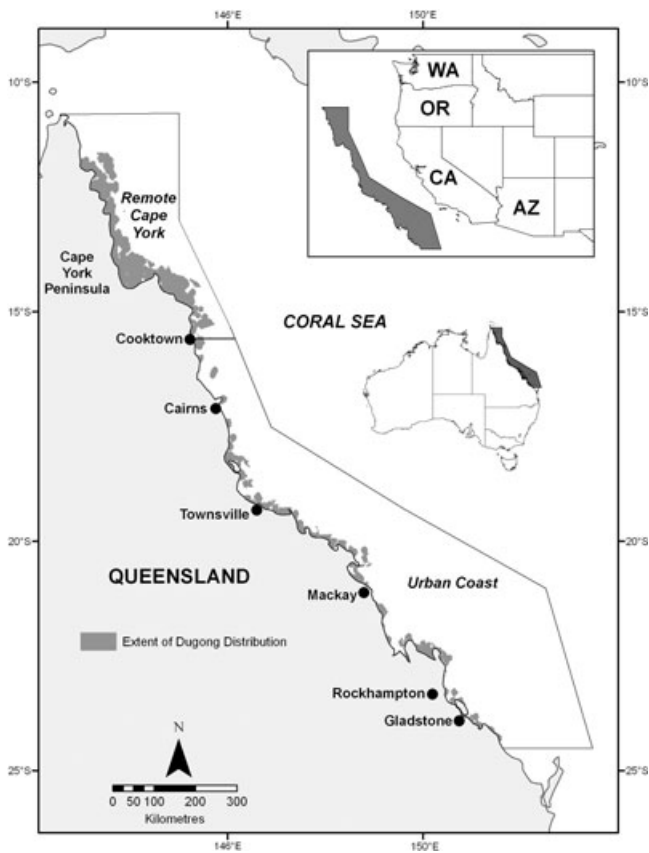 146°E
150°E
10°S
15°S
20°S
25°S
WA
OR
CA
AZ
Remote
Cape
York
Cape
York
Peninsula
CORAL SEA
Cooktown
Cairns
Townsville
QUEENSLAND
Urban Coast
Mackay
Extent of Dugong Distribution
Rockhampton
Gladstone
N
0 50 100 200 300
Kilometres
146°E
150°E
10°S
15°S
20°S
25°S